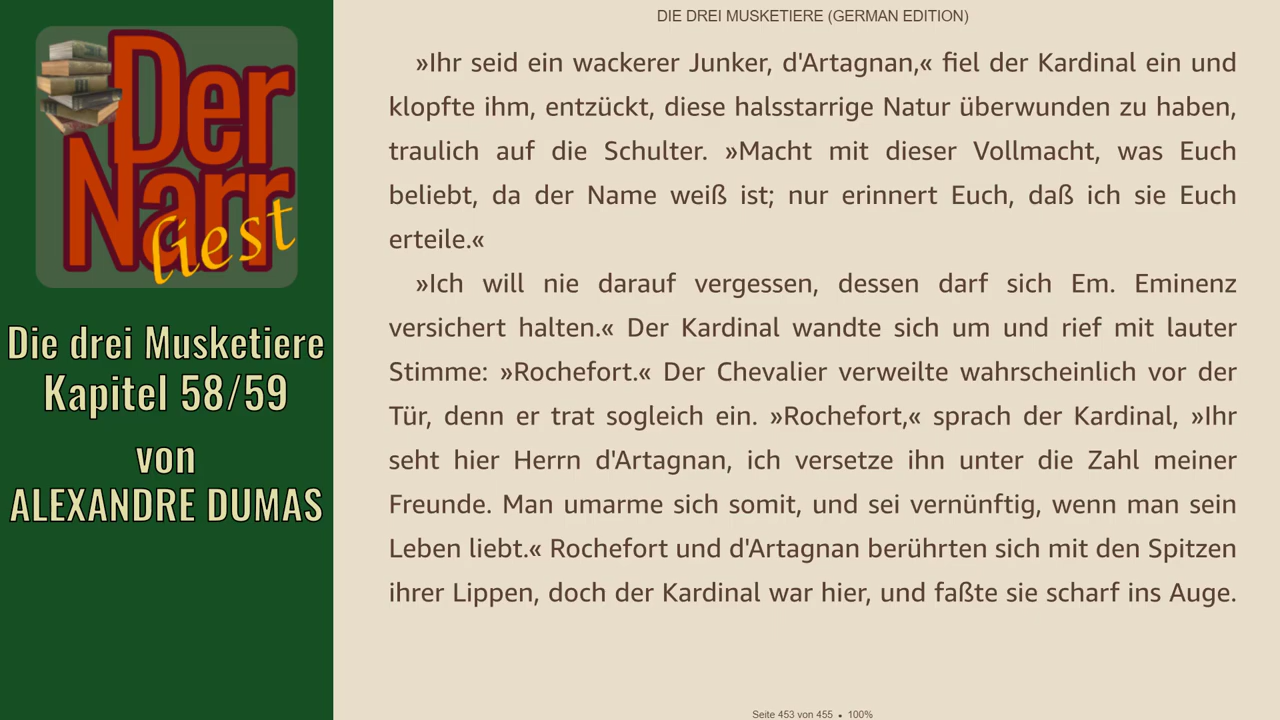 Der
Narr
liest
Die drei Musketiere
Kapitel 58/59
von
ALEXANDRE DUMAS
DIE DREI MUSKETIERE (GERMAN EDITION)
»Ihr seid ein wackerer Junker, d'Artagnan,« fiel der Kardinal ein und
klopfte ihm, entzückt, diese halsstarrige Natur überwunden zu haben,
traulich auf die Schulter. »Macht mit dieser Vollmacht, was Euch
beliebt, da der Name weiß ist; nur erinnert Euch, daß ich sie Euch
erteile.«
»Ich will nie darauf vergessen, dessen darf sich Em. Eminenz
versichert halten.« Der Kardinal wandte sich um und rief mit lauter
Stimme: »Rochefort.« Der Chevalier verweilte wahrscheinlich vor der
Tür, denn er trat sogleich ein. »Rochefort,« sprach der Kardinal, »Ihr
seht hier Herrn d'Artagnan, ich versetze ihn unter die Zahl meiner
Freunde. Man umarme sich somit, und sei vernünftig, wenn man sein
Leben liebt.« Rochefort und d'Artagnan berührten sich mit den Spitzen
ihrer Lippen, doch der Kardinal war hier, und faßte sie scharf ins Auge.
Seite 453 von 455 • 100%